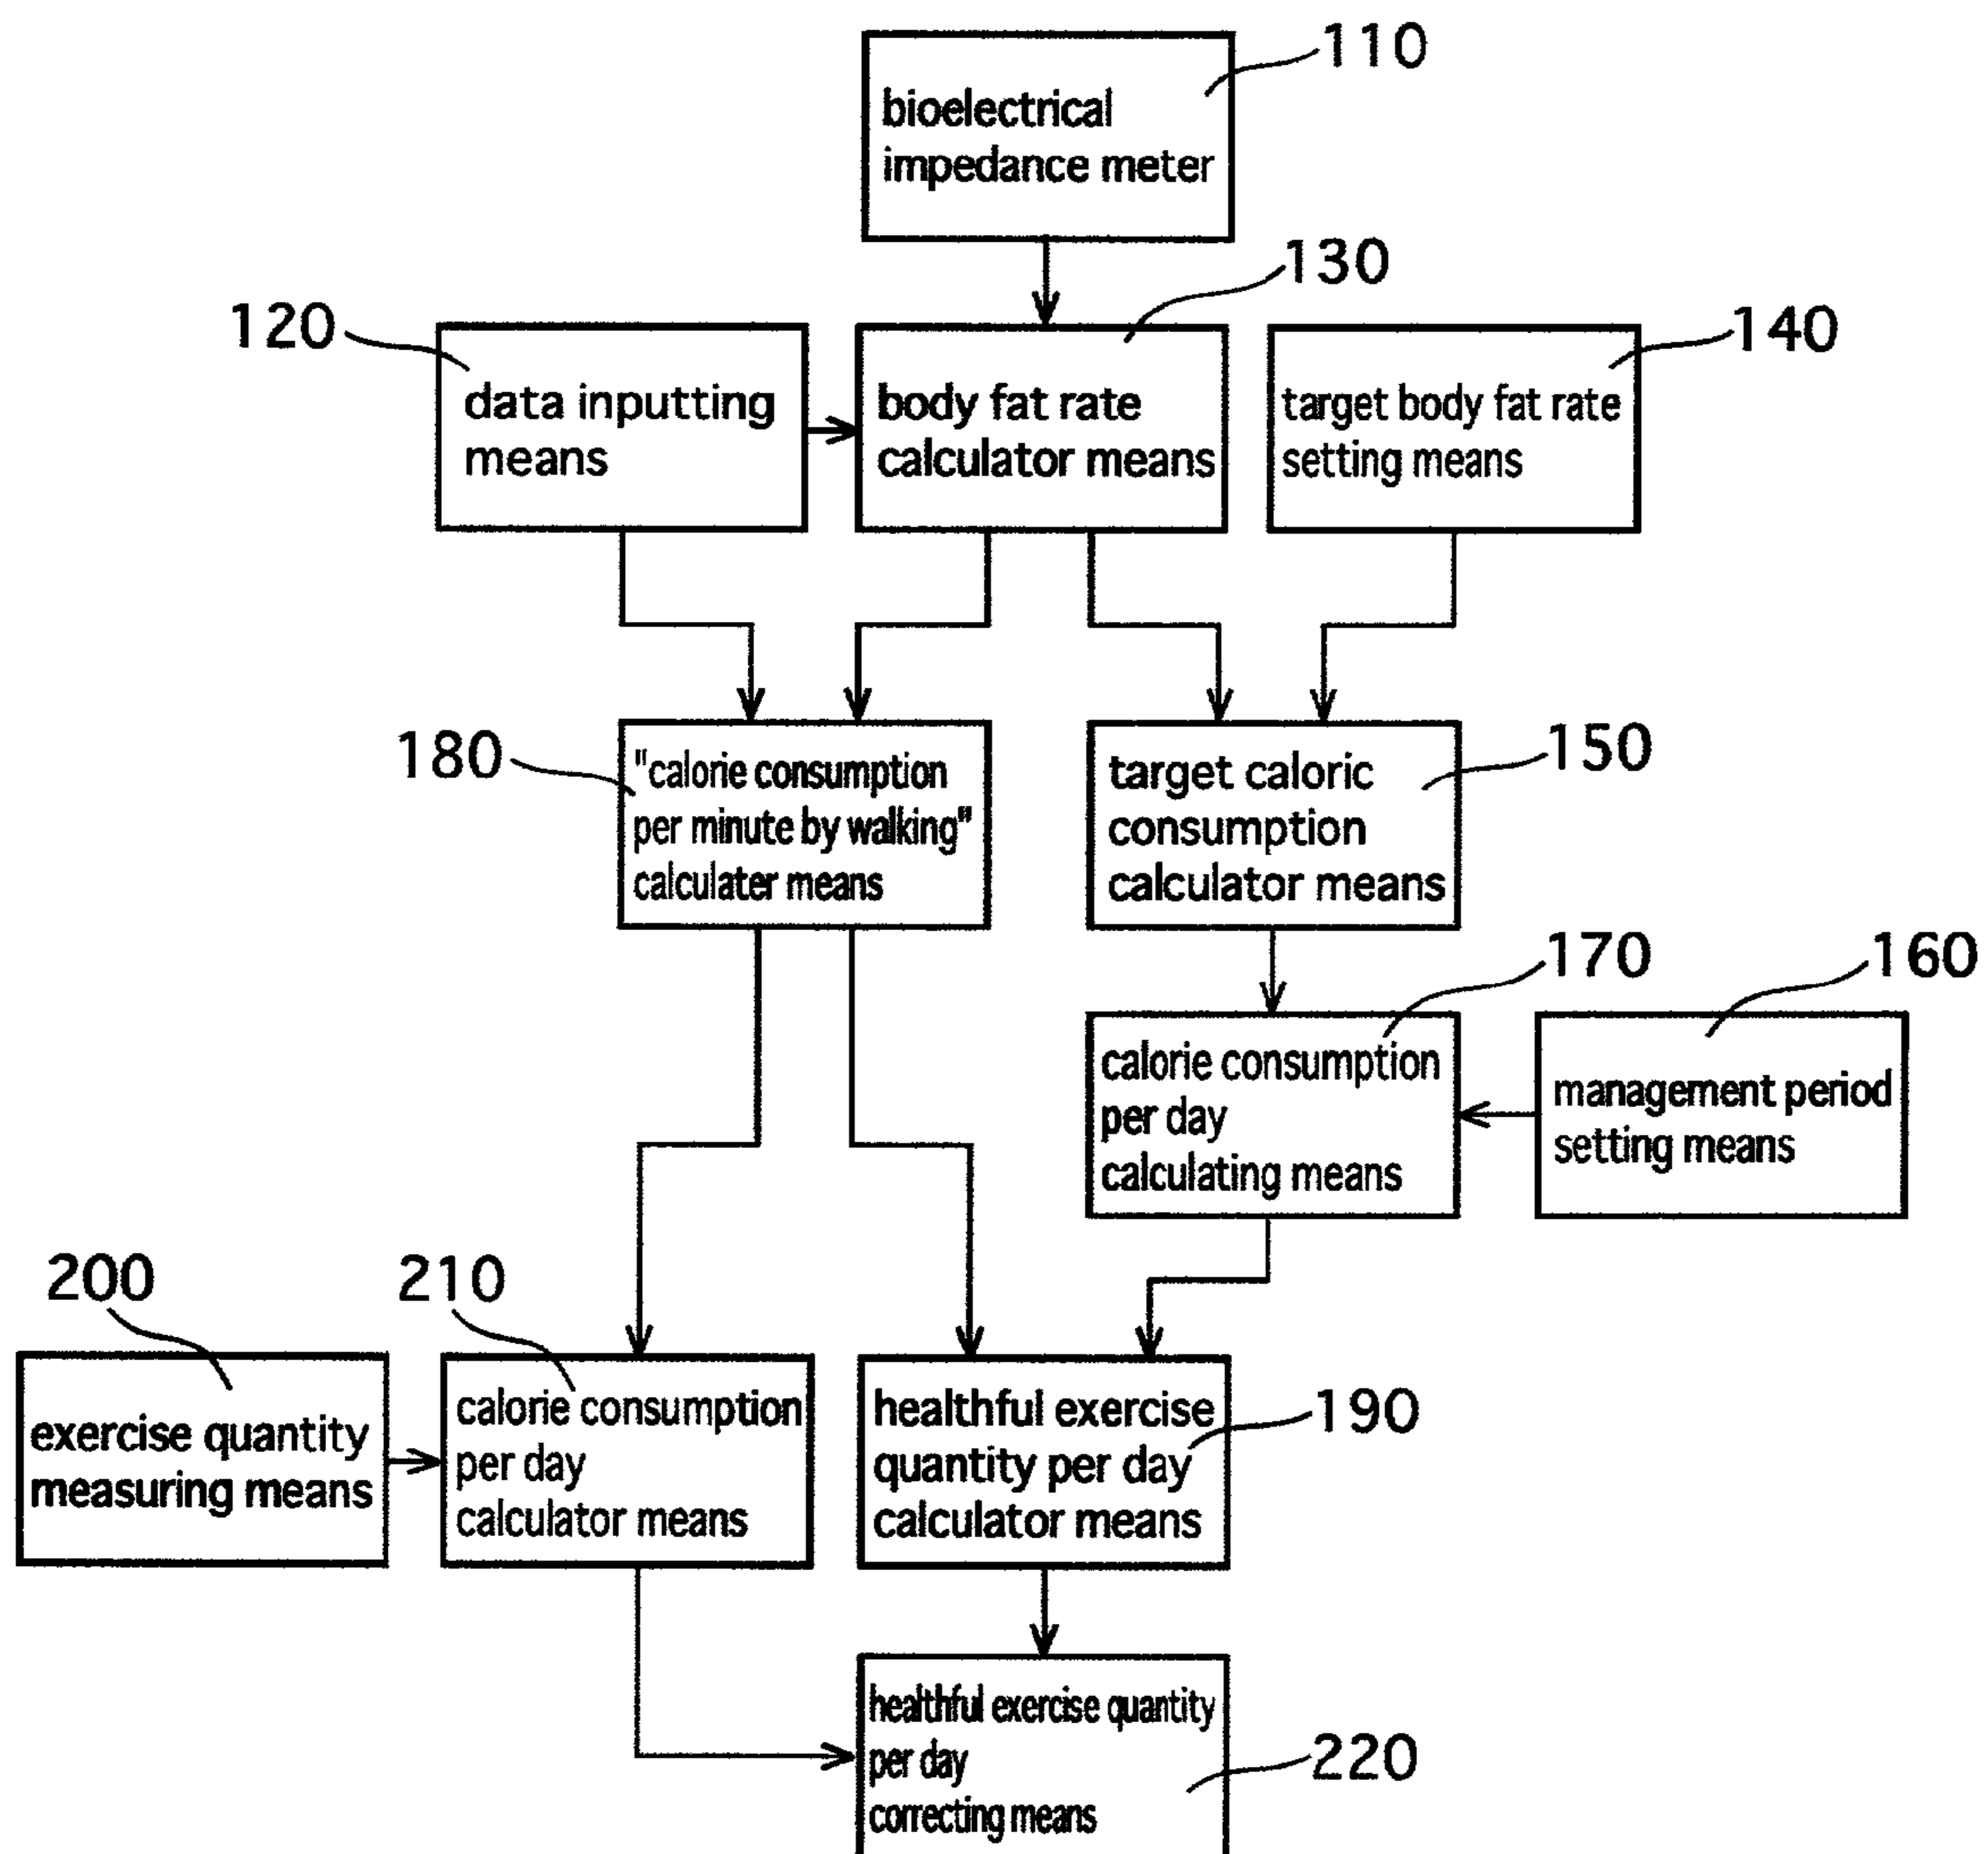 110
bioelectrical
impedance meter
120
130
140
data inputting
means
body fat rate
calculator means
target body fat rate
setting means
180
"calorie consumption
per minute by walking"
calculater means
150
target caloric
consumption
calculator means
170
160
calorie consumption
per day
calculating means
management period
setting means
200
210
190
exercise quantity
measuring means
calorie consumption
per day
calculator means
healthful exercise
quantity per day
calculator means
220
healthful exercise quantity
per day
correcting means